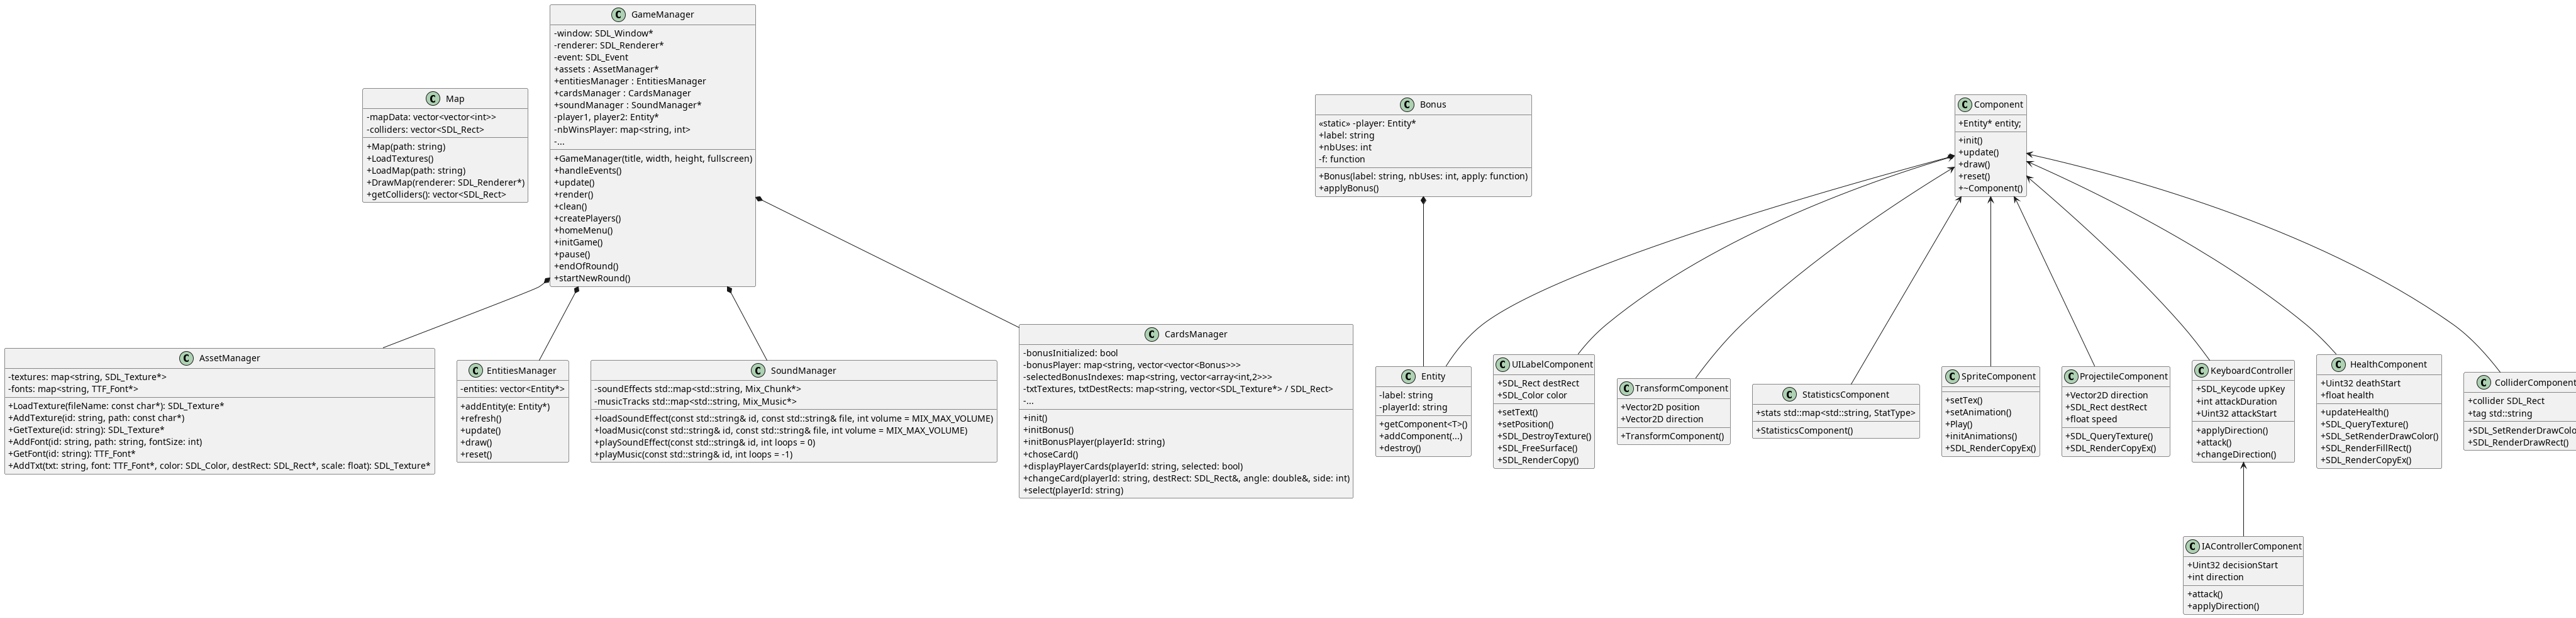 GameManager
-window: SDL_Window*
-renderer: SDL_Renderer*
-event: SDL_Event
+assets : AssetManager*
+entitiesManager : EntitiesManager
+cardsManager : CardsManager
+soundManager : SoundManager*
-player1, player2: Entity*
-nbWinsPlayer: map<string, int>
-...
+GameManager(title, width, height, fullscreen)
+handleEvents()
+update()
+render()
+clean()
+createPlayers()
+homeMenu()
+initGame()
+pause()
+endOfRound()
+startNewRound()
Map
-mapData: vector<vector<int>>
-colliders: vector<SDL_Rect>
+Map(path: string)
+LoadTextures()
+LoadMap(path: string)
+DrawMap(renderer: SDL_Renderer*)
+getColliders(): vector<SDL_Rect>
Bonus
«static» -player: Entity*
+label: string
+nbUses: int
-f: function
+Bonus(label: string, nbUses: int, apply: function)
+applyBonus()
Component
+Entity* entity;
+init()
+update()
+draw()
+reset()
+~Component()
AssetManager
-textures: map<string, SDL_Texture*>
-fonts: map<string, TTF_Font*>
+LoadTexture(fileName: const char*): SDL_Texture*
+AddTexture(id: string, path: const char*)
+GetTexture(id: string): SDL_Texture*
+AddFont(id: string, path: string, fontSize: int)
+GetFont(id: string): TTF_Font*
+AddTxt(txt: string, font: TTF_Font*, color: SDL_Color, destRect: SDL_Rect*, scale: float): SDL_Texture*
EntitiesManager
-entities: vector<Entity*>
+addEntity(e: Entity*)
+refresh()
+update()
+draw()
+reset()
SoundManager
-soundEffects std::map<std::string, Mix_Chunk*>
-musicTracks std::map<std::string, Mix_Music*>
+loadSoundEffect(const std::string& id, const std::string& file, int volume = MIX_MAX_VOLUME)
+loadMusic(const std::string& id, const std::string& file, int volume = MIX_MAX_VOLUME)
+playSoundEffect(const std::string& id, int loops = 0)
+playMusic(const std::string& id, int loops = -1)
CardsManager
-bonusInitialized: bool
-bonusPlayer: map<string, vector<vector<Bonus>>>
-selectedBonusIndexes: map<string, vector<array<int,2>>>
-txtTextures, txtDestRects: map<string, vector<SDL_Texture*> / SDL_Rect>
-...
+init()
+initBonus()
+initBonusPlayer(playerId: string)
+choseCard()
+displayPlayerCards(playerId: string, selected: bool)
+changeCard(playerId: string, destRect: SDL_Rect&, angle: double&, side: int)
+select(playerId: string)
Entity
-label: string
-playerId: string
+getComponent<T>()
+addComponent(...)
+destroy()
UILabelComponent
+SDL_Rect destRect
+SDL_Color color
+setText()
+setPosition()
+SDL_DestroyTexture()
+SDL_FreeSurface()
+SDL_RenderCopy()
TransformComponent
+Vector2D position
+Vector2D direction
+TransformComponent()
StatisticsComponent
+stats std::map<std::string, StatType>
+StatisticsComponent()
SpriteComponent
+setTex()
+setAnimation()
+Play()
+initAnimations()
+SDL_RenderCopyEx()
ProjectileComponent
+Vector2D direction
+SDL_Rect destRect
+float speed
+SDL_QueryTexture()
+SDL_RenderCopyEx()
KeyboardController
+SDL_Keycode upKey
+int attackDuration
+Uint32 attackStart
+applyDirection()
+attack()
+changeDirection()
HealthComponent
+Uint32 deathStart
+float health
+updateHealth()
+SDL_QueryTexture()
+SDL_SetRenderDrawColor()
+SDL_RenderFillRect()
+SDL_RenderCopyEx()
ColliderComponent
+collider SDL_Rect
+tag std::string
+SDL_SetRenderDrawColo
+SDL_RenderDrawRect()
IAControllerComponent
+Uint32 decisionStart
+int direction
+attack()
+applyDirection()